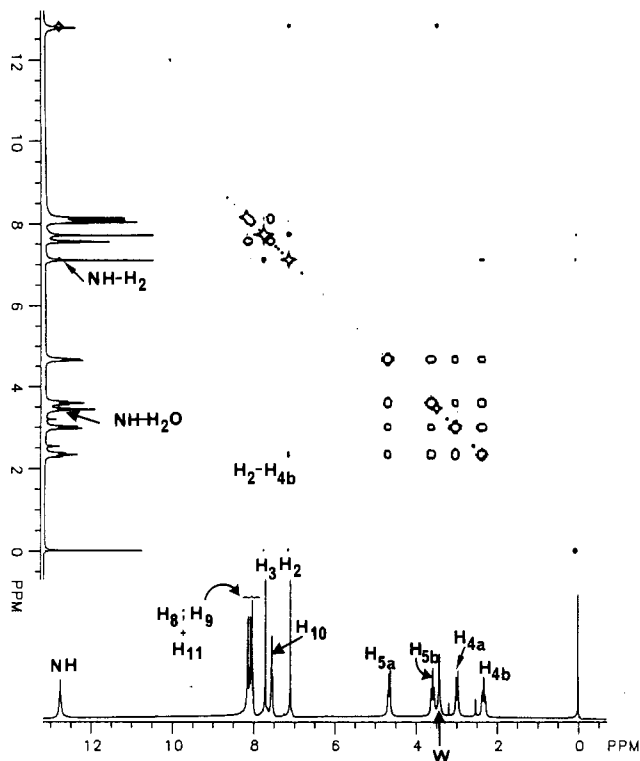 12
10
8
6
4
2
0
PPM
NH-H2
NH-H2O
H2-H4b
H8 ; H9
+
H11
H3 H2
H10
NH
H5a
H5b
H4a
H4b
12 10 8 6 4 2 0 PPM
W